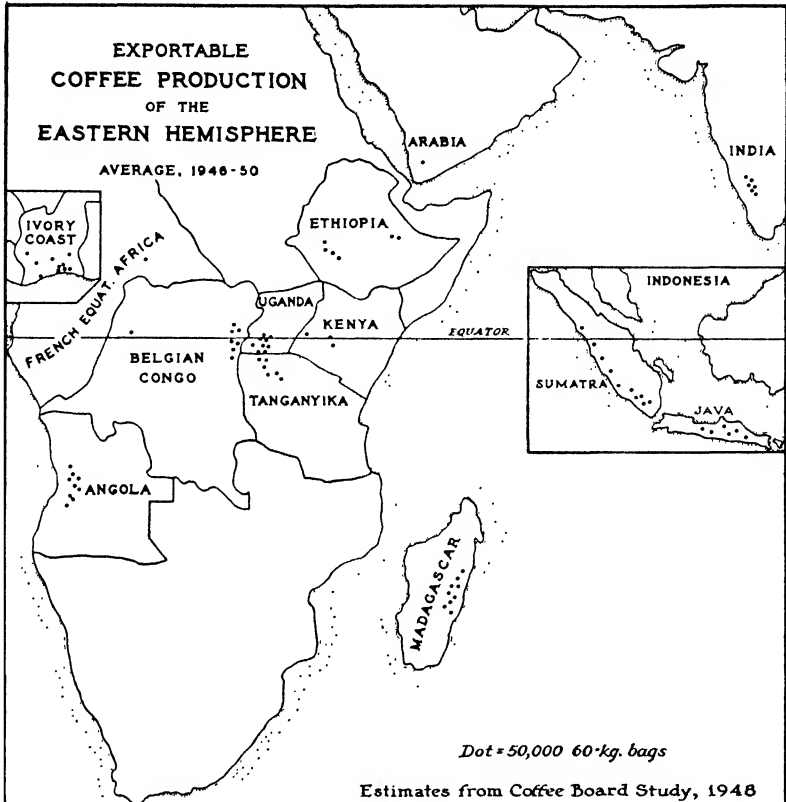 EXPORTABLE
COFFEE PRODUCTION
OF THE
EASTERN HEMISPHERE
AVERAGE, 1946-50
ARABIA
INDIA
IVORY
COAST
ETHIOPIA
FRENCH EQUAT. AFRICA
INDONESIA
UGANDA
KENYA
EQUATOR
BELGIAN
CONGO
SUMATRA
TANGANYIKA
JAVA
ANGOLA
MADAGASCAR
Dot = 50,000 60-kg. bags
Estimates from Coffee Board Study, 1948